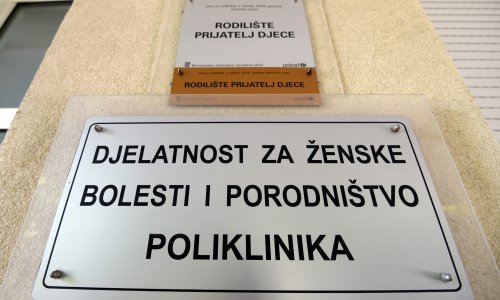 RODILIŠTE
PRIJATELJ DJECE
unicef
RODILIŠTE PRIJATELJ DJECE
DJELATNOST ZA ŽENSKE
BOLESTI I PORODNIŠTVO
POLIKLINIKA